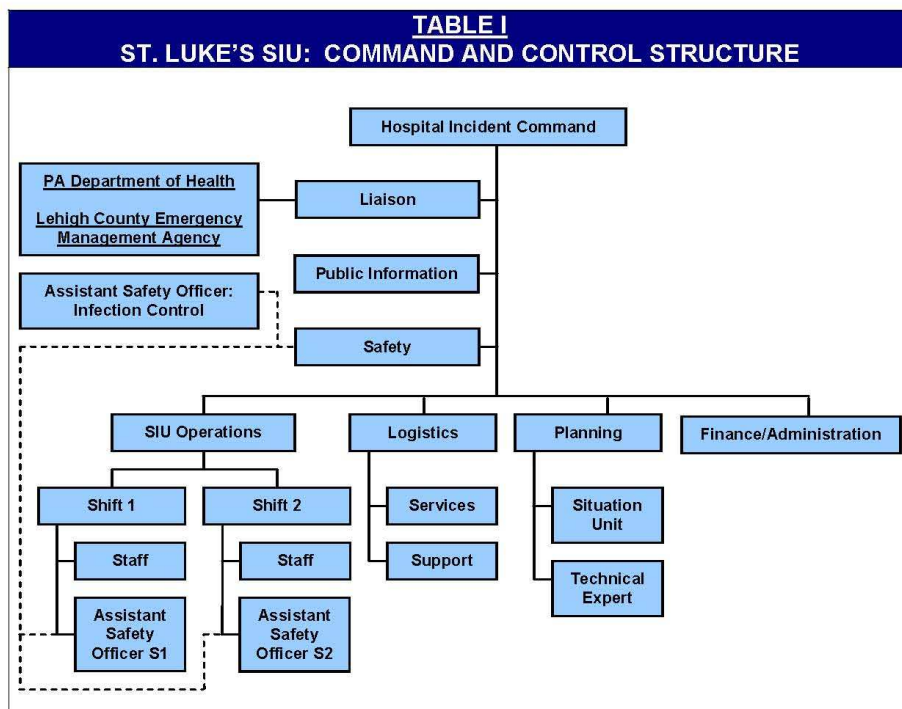 TABLE I
ST. LUKE'S SIU: COMMAND AND CONTROL STRUCTURE
Hospital Incident Command
PA Department of Health
Lehigh County Emergency
Management Agency
Liaison
Public Information
Assistant Safety Officer:
Infection Control
Safety
SIU Operations
Logistics
Planning
Finance/Administration
Shift 1
Shift 2
Services
Situation
Unit
Staff
Staff
Support
Technical
Expert
Assistant
Safety
Officer S1
Assistant
Safety
Officer S2